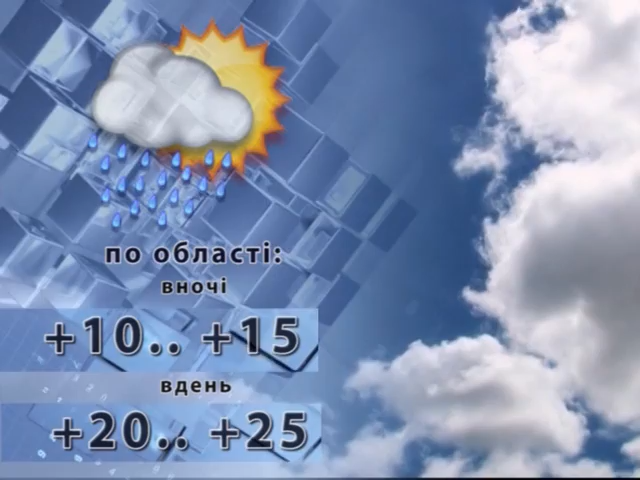 по області:
вночі
+10.. +15
вдень
+20.. +25